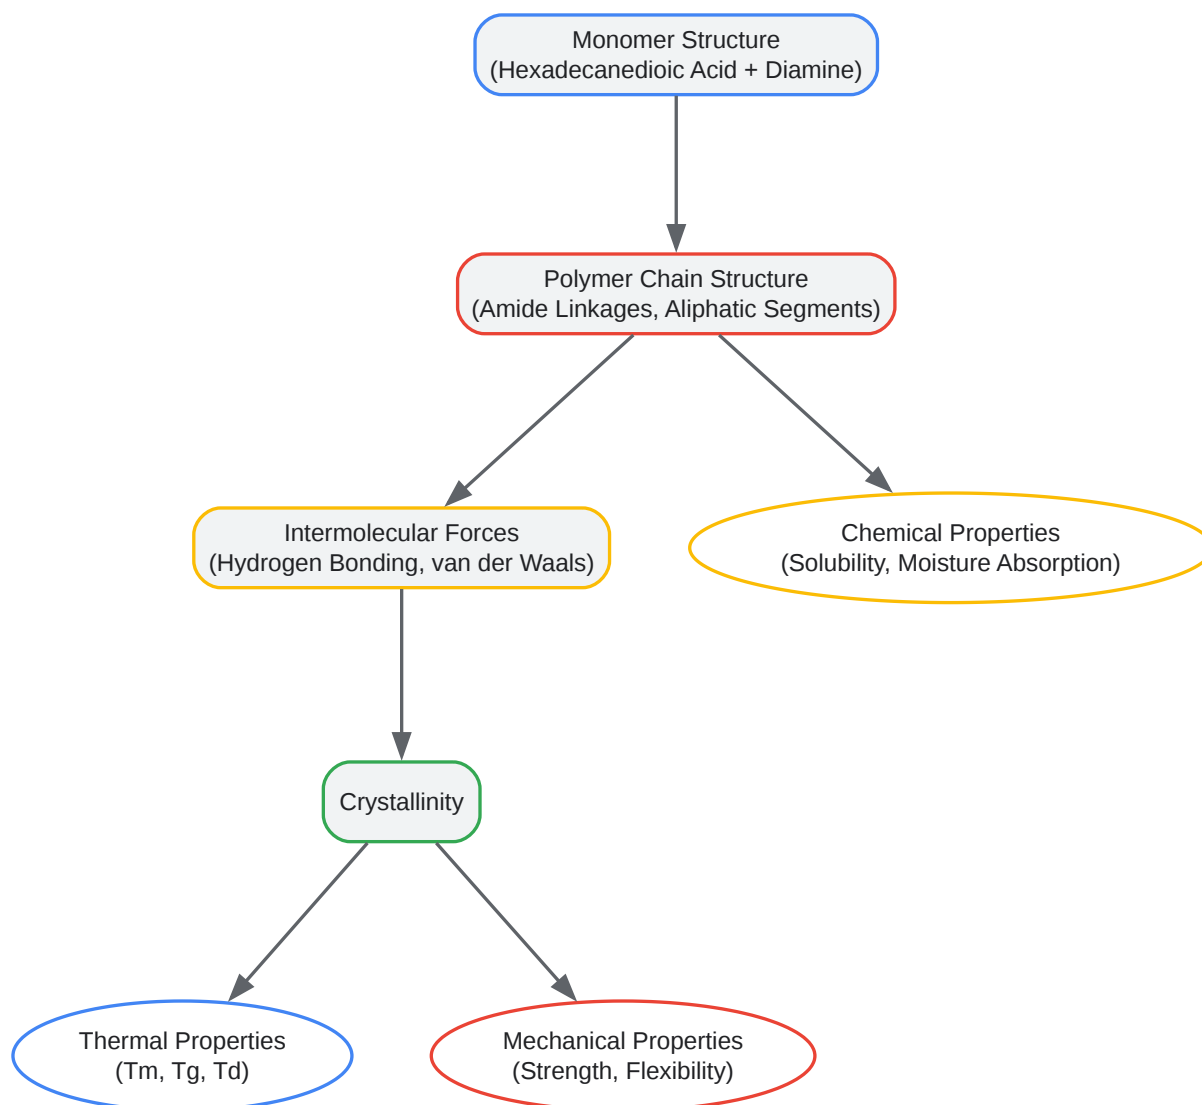 Monomer Structure
(Hexadecanedioic Acid + Diamine)
Polymer Chain Structure
(Amide Linkages, Aliphatic Segments)
Intermolecular Forces
(Hydrogen Bonding, van der Waals)
Chemical Properties
(Solubility, Moisture Absorption)
Crystallinity
Thermal Properties
(Tm, Tg, Td)
Mechanical Properties
(Strength, Flexibility)